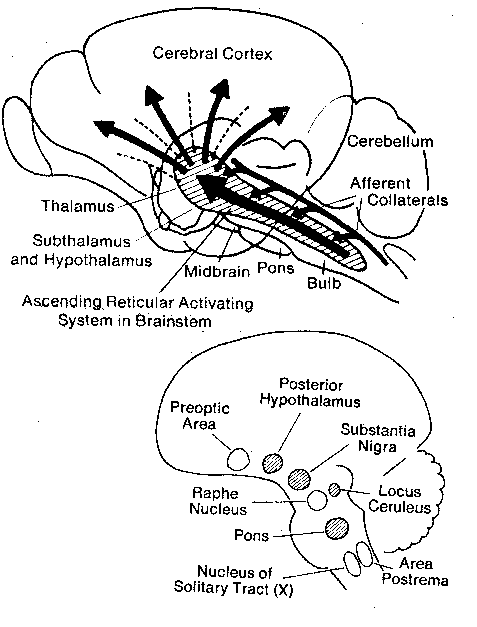 Cerebral Cortex
Cerebellum
Afferent
Collaterals
Thalamus
Subthalamus
and Hypothalamus
Midbrain
Pons
Bulb
Ascending Reticular Activating
System in Brainstem
Posterior
Hypothalamus
Preoptic
Area
Substantia
Nigra
Raphe
Nucleus
Locus
Ceruleus
Pons
Nucleus of
Solitary Tract (X)
Area
Postrema